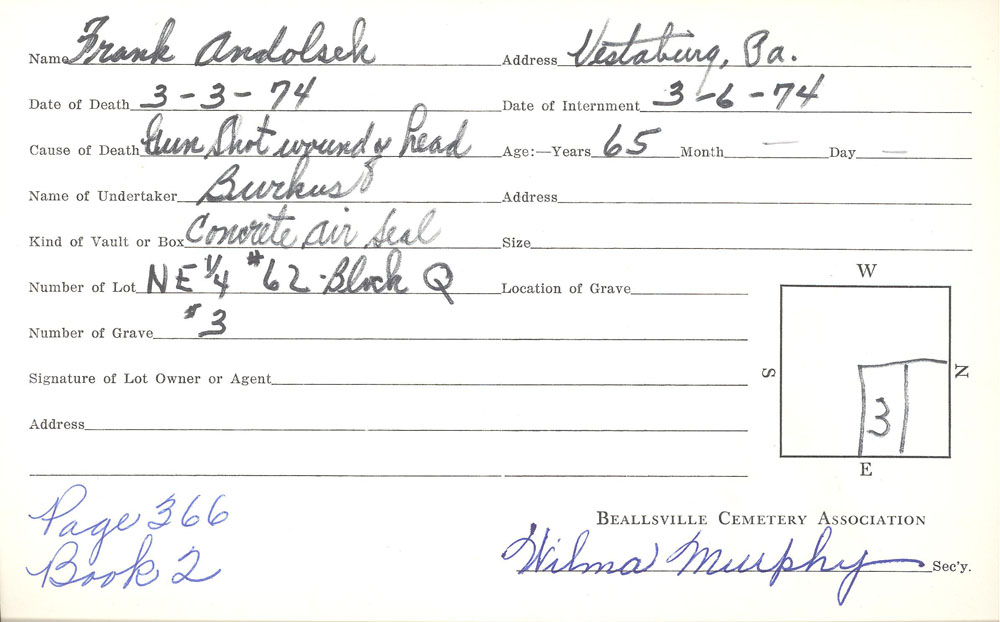 Name Frank Andolsek Address Vestaburg, Pa.
Date of Death 3-3-74 Date of Internment 3-6-74
Cause of Death Gun Shot wound of head Age:—Years 65 Month — Day —
Name of Undertaker Burkus Address
Kind of Vault or Box Concrete air seal Size
Number of Lot NE 1/4 #62-Block Q Location of Grave
Number of Grave #3
Signature of Lot Owner or Agent
Address
W
S
N
3
E
Page 366
Book 2
Beallsville Cemetery Association
Wilma Murphy Sec'y.